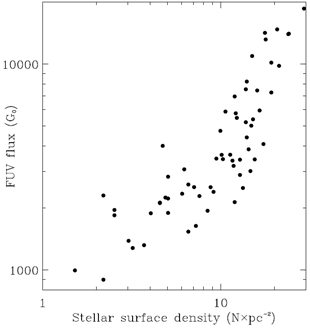 10000
FUV flux (G₀)
1000
1
10
Stellar surface density (N×pc⁻²)